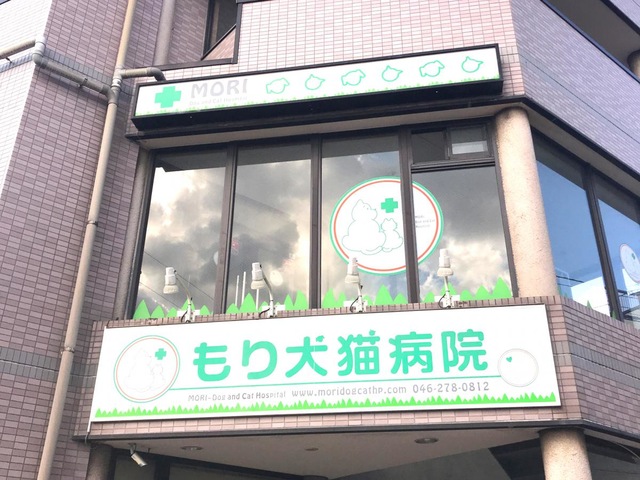 MORI
もり犬猫病院
MORI-Dog and Cat Hospital www.moridogcathp.com 046-278-0812